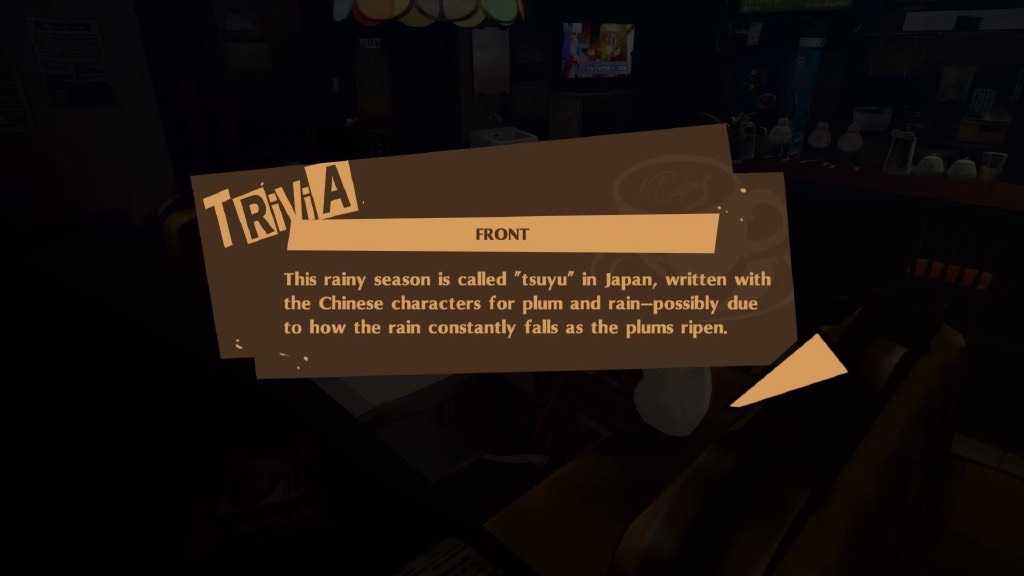 TOILET
TRiViA
FRONT
This rainy season is called "tsuyu" in Japan, written with
the Chinese characters for plum and rain—possibly due
to how the rain constantly falls as the plums ripen.